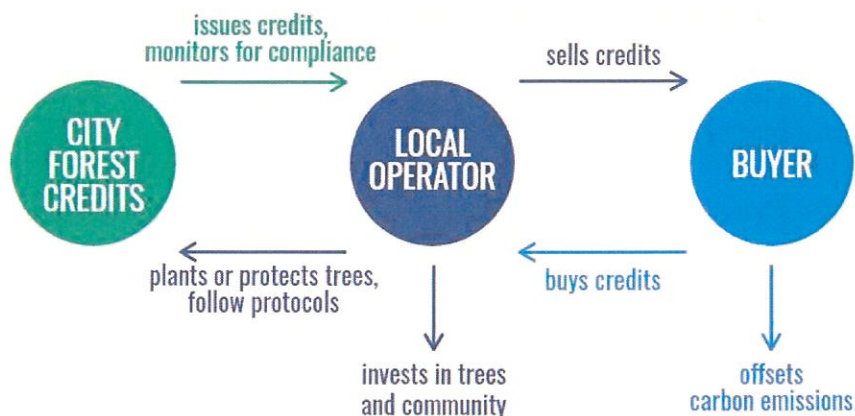 issues credits,
monitors for compliance
sells credits
CITY
FOREST
CREDITS
LOCAL
OPERATOR
BUYER
plants or protects trees,
follow protocols
buys credits
invests in trees
and community
offsets
carbon emissions